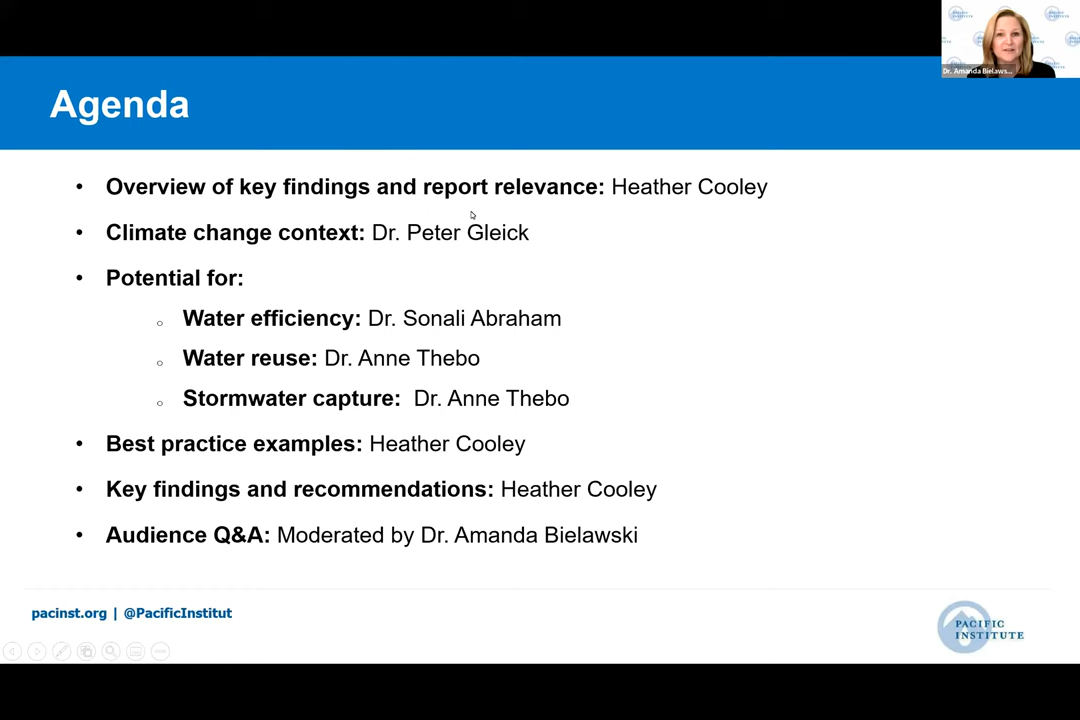 Dr. Amanda Bielaws...
Agenda
• Overview of key findings and report relevance: Heather Cooley
• Climate change context: Dr. Peter Gleick
• Potential for:
○ Water efficiency: Dr. Sonali Abraham
○ Water reuse: Dr. Anne Thebo
○ Stormwater capture: Dr. Anne Thebo
• Best practice examples: Heather Cooley
• Key findings and recommendations: Heather Cooley
• Audience Q&A: Moderated by Dr. Amanda Bielawski
pacinst.org | @PacificInstitut
PACIFIC
INSTITUTE